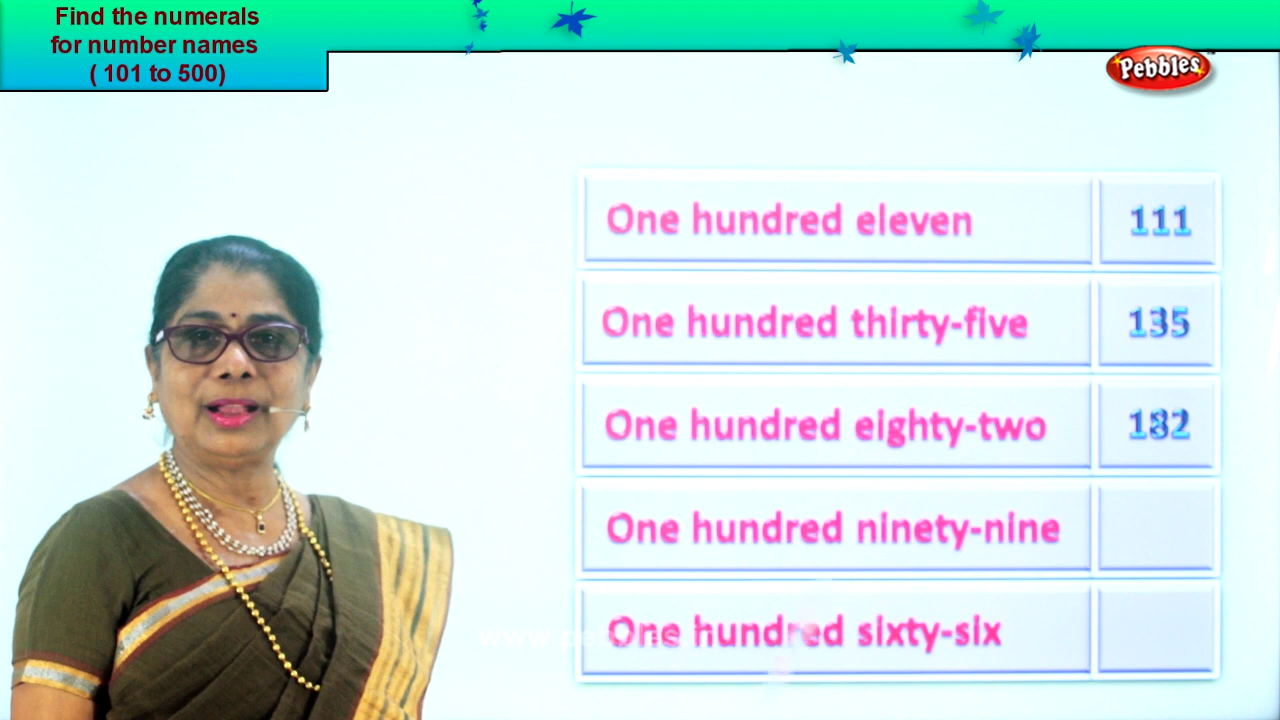 Find the numerals
for number names
( 101 to 500)
Pebbles
One hundred eleven 111
One hundred thirty-five 135
One hundred eighty-two 182
One hundred ninety-nine
One hundred sixty-six